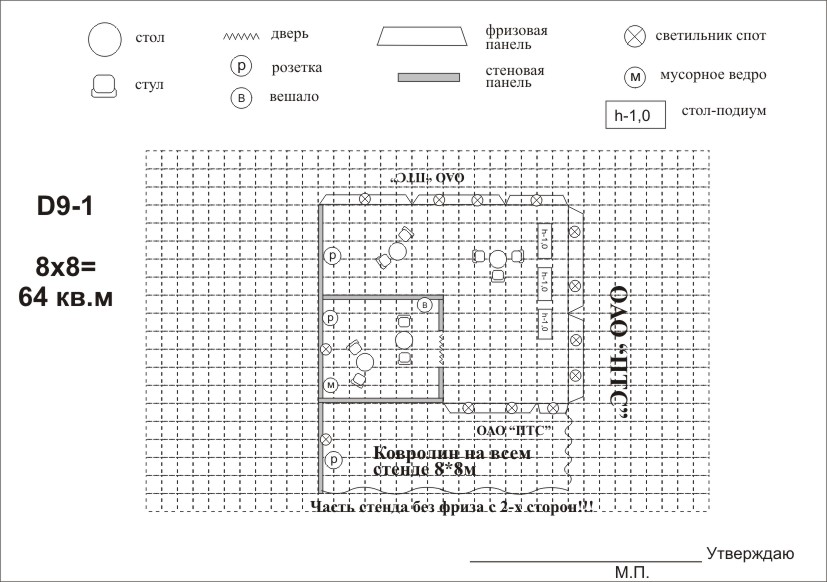 стол
дверь
фризовая
панель
светильник спот
р
розетка
м
мусорное ведро
стул
стеновая
панель
в
вешало
h-1,0
стол-подиум
ОАО “ПТС”
D9-1
8х8=
64 кв.м
р
h-1,0
h-1,0
h-1,0
в
р
м
ОАО “ПТС”
ОАО “ПТС”
р
Ковролин на всем
стенде 8*8м
Часть стенда без фриза с 2-х сторон!!!
Утверждаю
М.П.